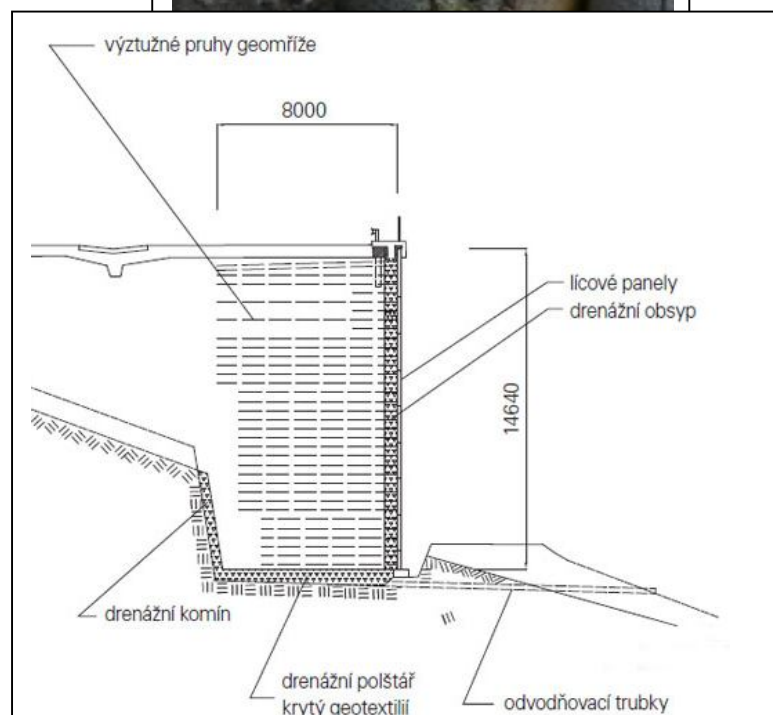 výztužné pruhy geomříže
8000
lícové panely
drenážní obsyp
14640
drenážní komín
drenážní polštář
krytý geotextilií
odvodňovací trubky